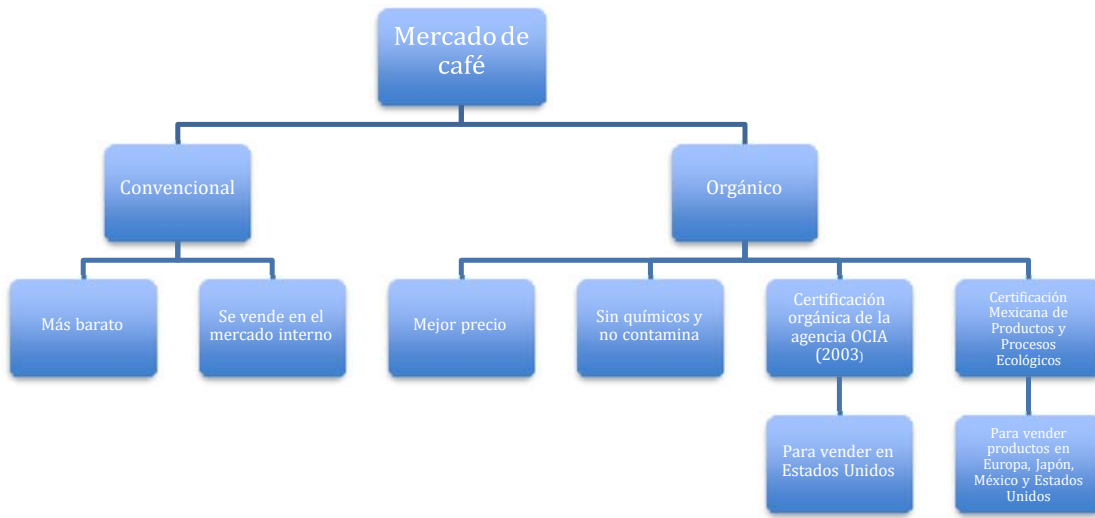 Mercado de
café
Convencional
Orgánico
Más barato
Se vende en el
mercado interno
Mejor precio
Sin químicos y
no contamina
Certificación
orgánica de la
agencia OCIA
(2003)
Certificación
Mexicana de
Productos y
Procesos
Ecológicos
Para vender en
Estados Unidos
Para vender
productos en
Europa, Japón,
México y Estados
Unidos